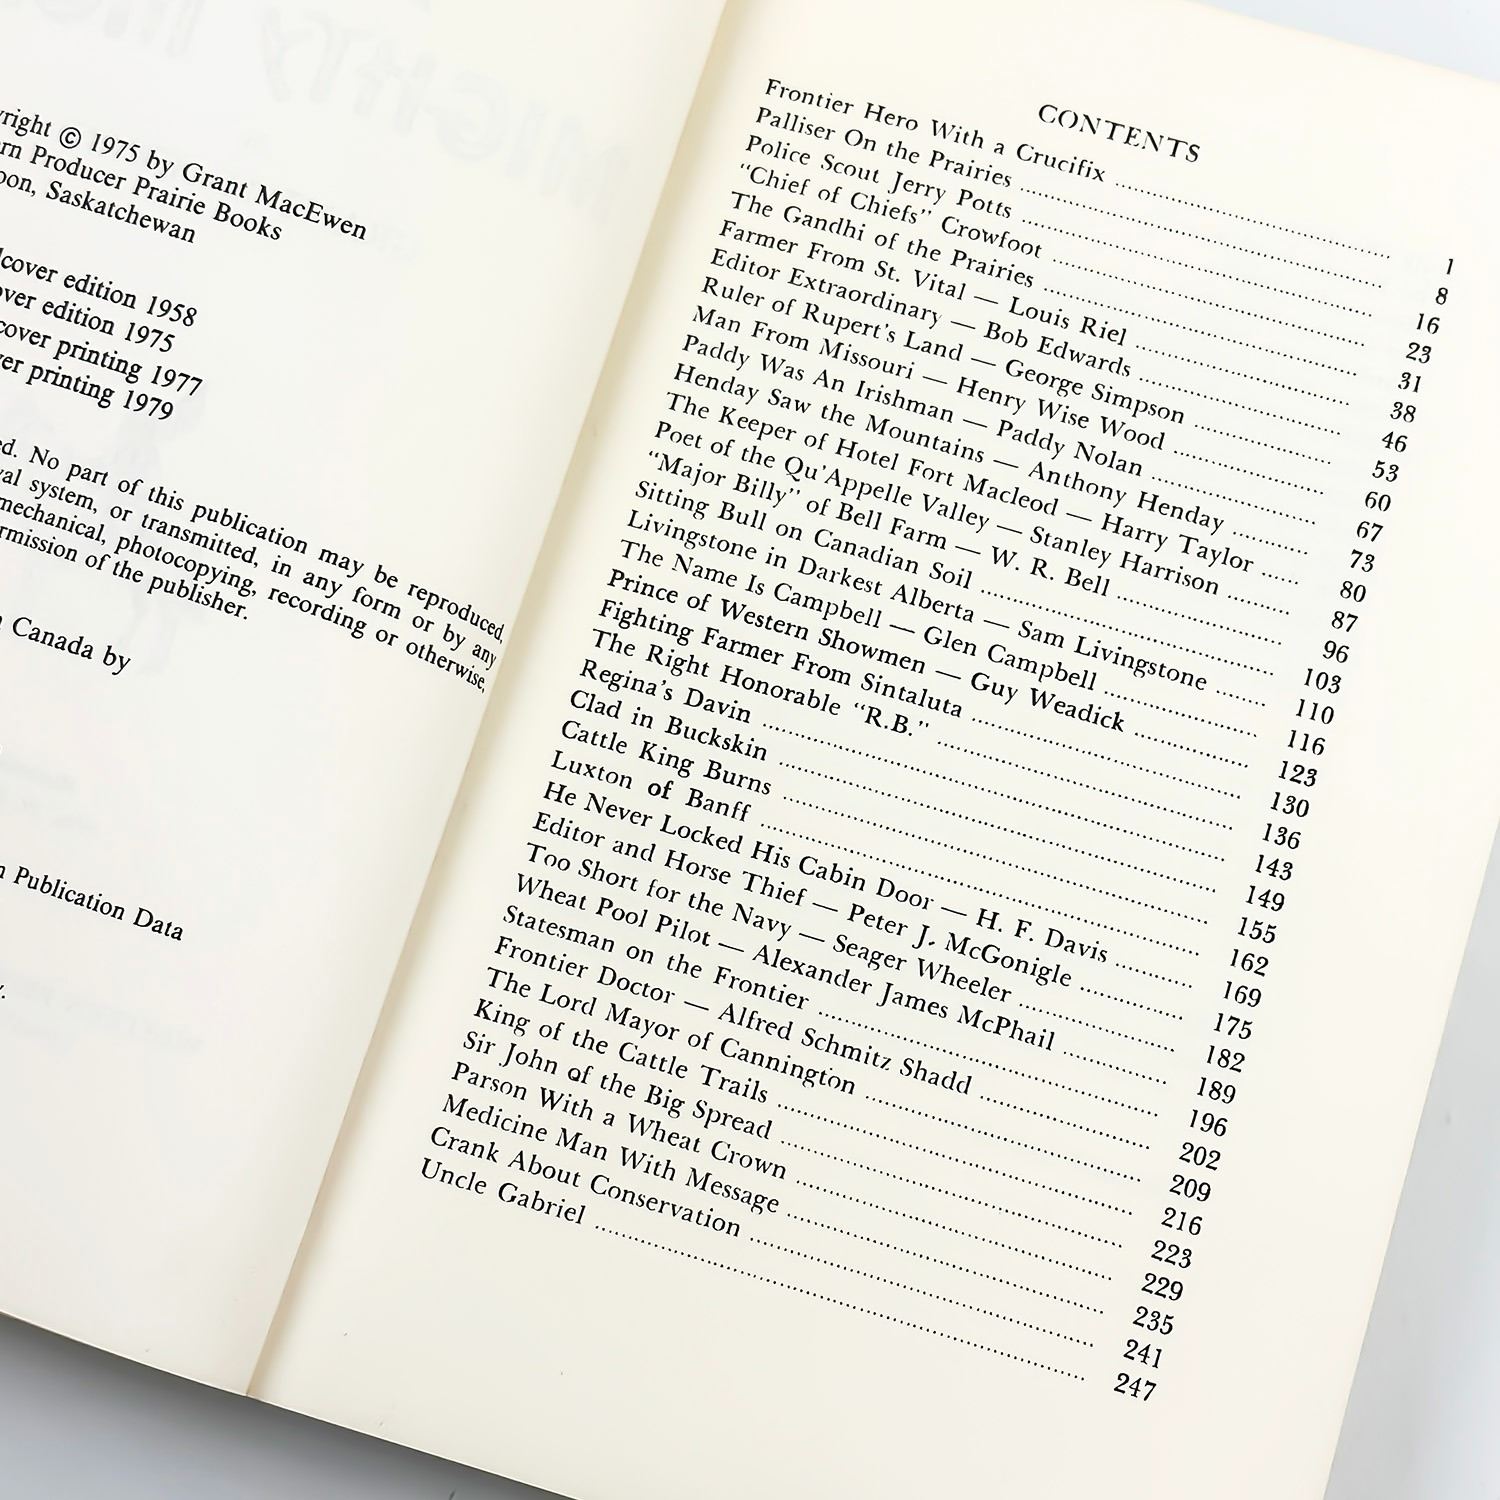 yright © 1975 by Grant MacEwen
ern Producer Prairie Books
oon, Saskatchewan
dcover edition 1958
over edition 1975
cover printing 1977
ver printing 1979
ed. No part of this publication may be reproduced,
val system, or transmitted, in any form or by any
mechanical, photocopying, recording or otherwise,
rmission of the publisher.
n Canada by
n Publication Data
y.
CONTENTS
Frontier Hero With a Crucifix 1
Palliser On the Prairies 8
Police Scout Jerry Potts 16
"Chief of Chiefs" Crowfoot 23
The Gandhi of the Prairies 31
Farmer From St. Vital — Louis Riel 38
Editor Extraordinary — Bob Edwards 46
Ruler of Rupert's Land — George Simpson 53
Man From Missouri — Henry Wise Wood 60
Paddy Was An Irishman — Paddy Nolan 67
Henday Saw the Mountains — Anthony Henday 73
The Keeper of Hotel Fort Macleod — Harry Taylor 80
Poet of the Qu'Appelle Valley — Stanley Harrison 87
"Major Billy" of Bell Farm — W. R. Bell 96
Sitting Bull on Canadian Soil 103
Livingstone in Darkest Alberta — Sam Livingstone 110
The Name Is Campbell — Glen Campbell 116
Prince of Western Showmen — Guy Weadick 123
Fighting Farmer From Sintaluta 130
The Right Honorable "R.B." 136
Regina's Davin 143
Clad in Buckskin 149
Cattle King Burns 155
Luxton of Banff 162
He Never Locked His Cabin Door — H. F. Davis 169
Editor and Horse Thief — Peter J. McGonigle 175
Too Short for the Navy — Seager Wheeler 182
Wheat Pool Pilot — Alexander James McPhail 189
Statesman on the Frontier 196
Frontier Doctor — Alfred Schmitz Shadd 202
The Lord Mayor of Cannington 209
King of the Cattle Trails 216
Sir John of the Big Spread 223
Parson With a Wheat Crown 229
Medicine Man With Message 235
Crank About Conservation 241
Uncle Gabriel 247